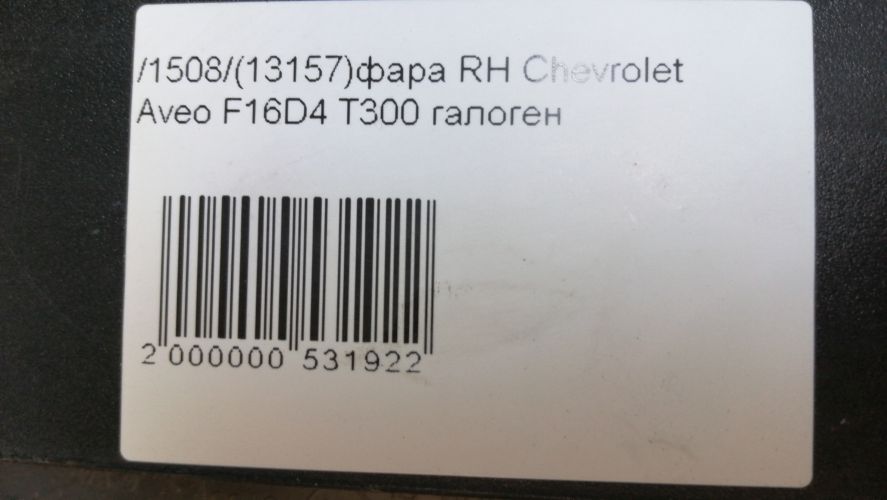 /1508/(13157)фара RH Chevrolet
Aveo F16D4 T300 галоген
2 000000 531922